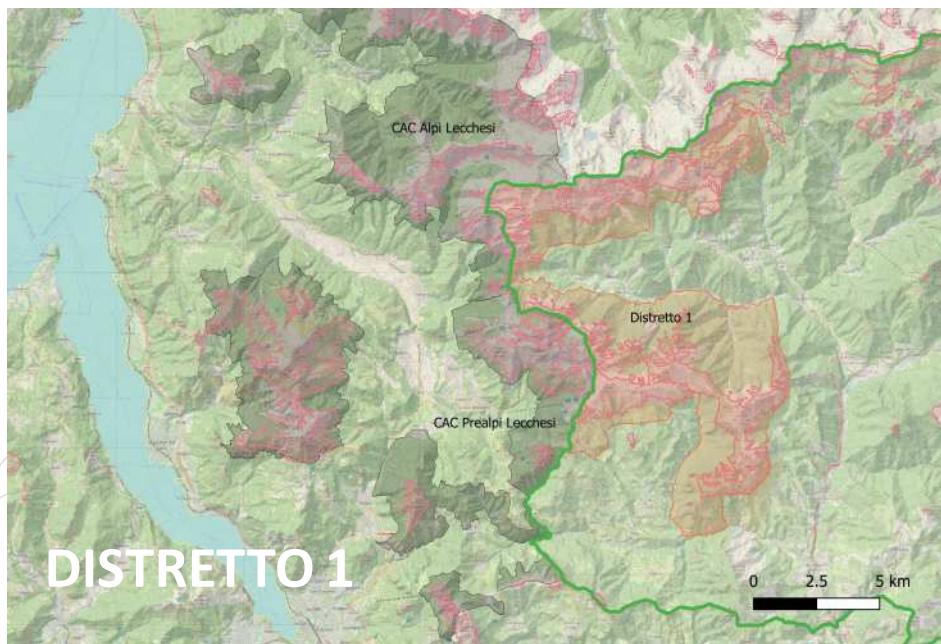 CAC Alpi Lecchesi
Distretto 1
CAC Prealpi Lecchesi
DISTRETTO 1
0 2.5 5 km